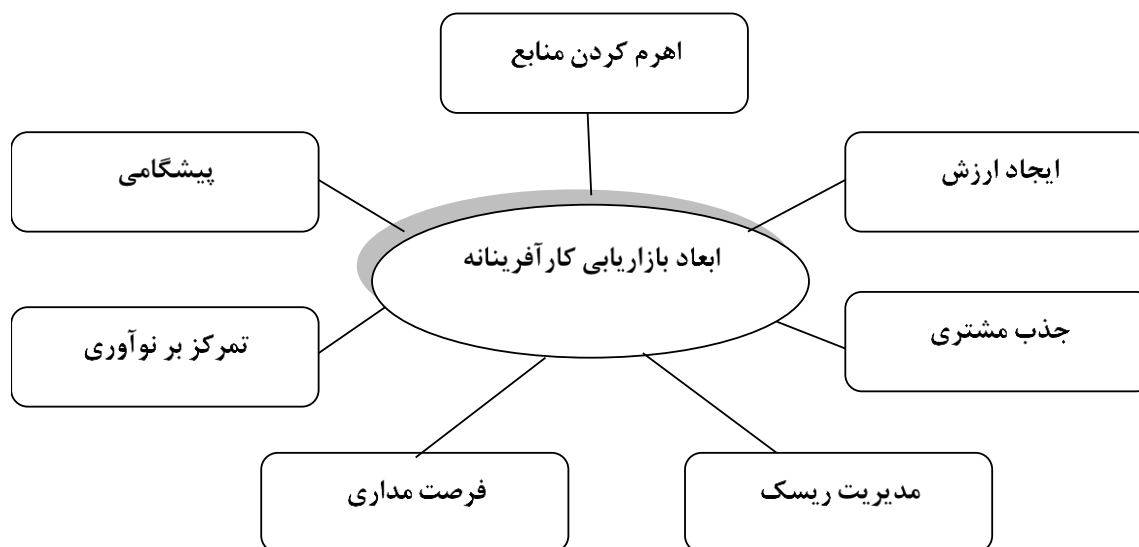 اهرم کردن منابع
ایجاد ارزش
پیشگامی
ابعاد بازاریابی کارآفرینانه
جذب مشتری
تمرکز بر نوآوری
مدیریت ریسک
فرصت مداری